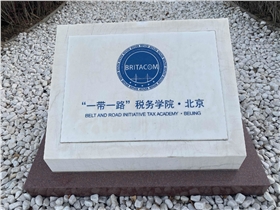 BRITACOM
“一带一路”税务学院·北京
BELT AND ROAD INITIATIVE TAX ACADEMY · BEIJING